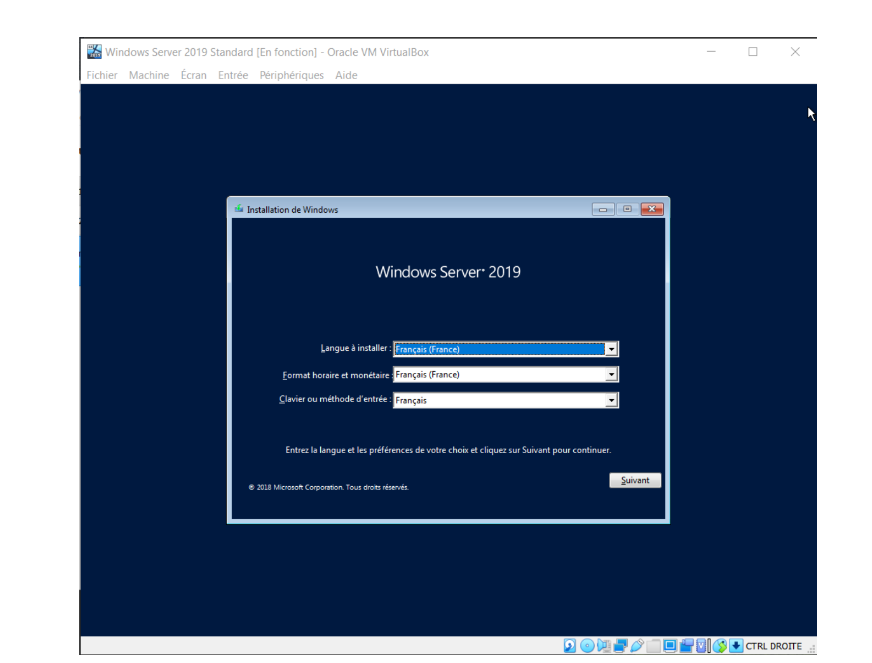 Windows Server 2019 Standard [En fonction] - Oracle VM VirtualBox
Fichier Machine Écran Entrée Périphériques Aide
Installation de Windows
Windows Server 2019
Langue à installer : Français (France)
Format horaire et monétaire : Français (France)
Clavier ou méthode d'entrée : Français
Entrez la langue et les préférences de votre choix et cliquez sur Suivant pour continuer.
Suivant
© 2018 Microsoft Corporation. Tous droits réservés.
CTRL DROITE